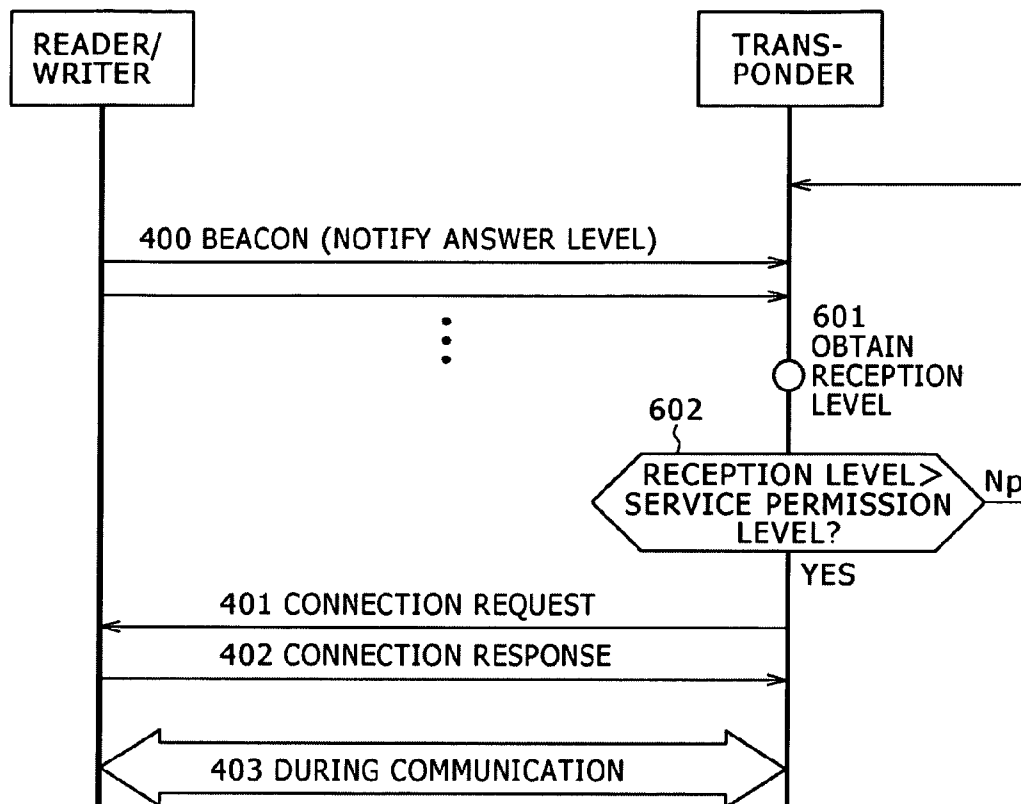 READER/
WRITER
TRANS-
PONDER
400 BEACON (NOTIFY ANSWER LEVEL)
601
OBTAIN
RECEPTION
LEVEL
602
RECEPTION LEVEL>
SERVICE PERMISSION
LEVEL?
Np
YES
401 CONNECTION REQUEST
402 CONNECTION RESPONSE
403 DURING COMMUNICATION